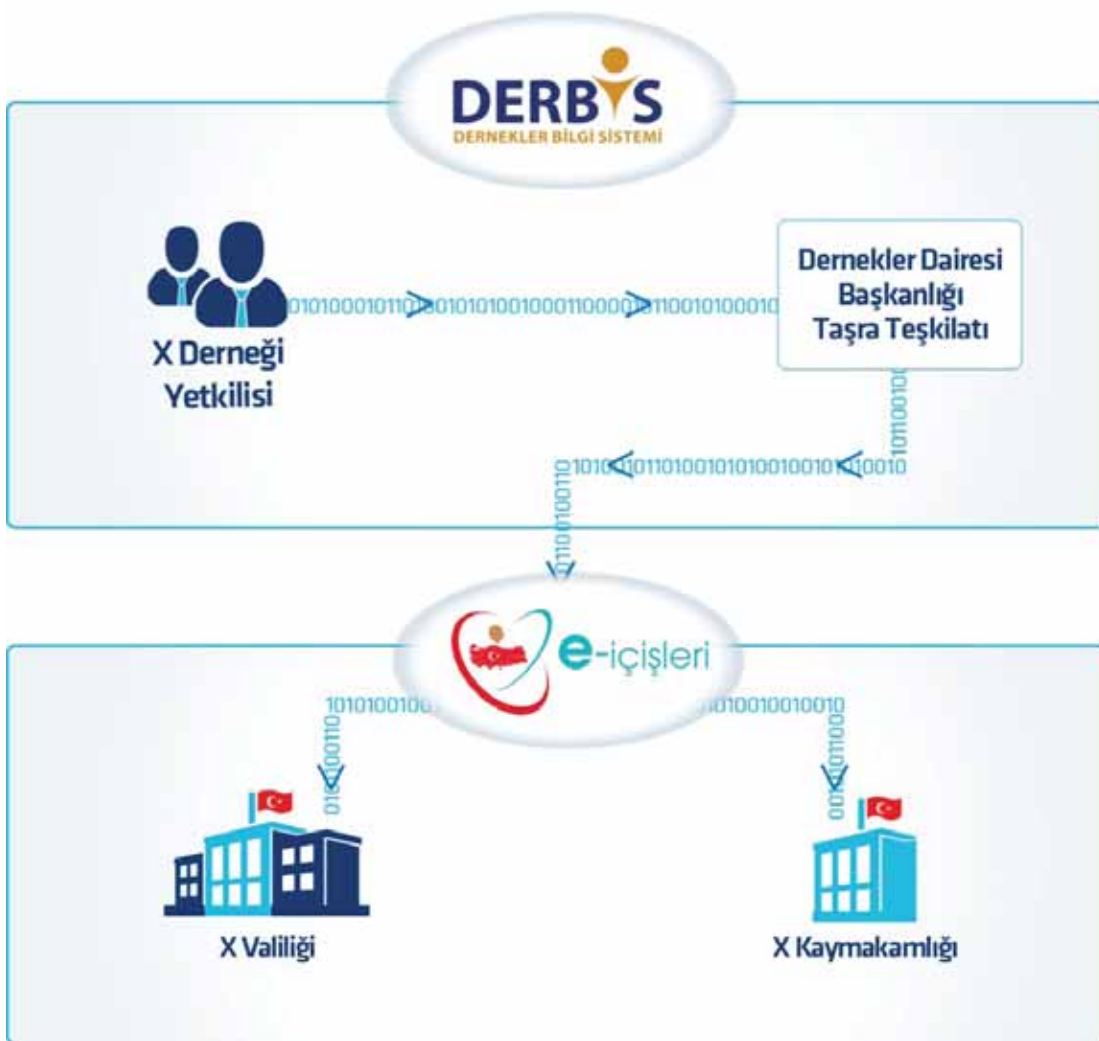 DERBİS
DERNEKLER BİLGİ SİSTEMİ
X Derneği
Yetkilisi
Dernekler Dairesi
Başkanlığı
Taşra Teşkilatı
e-içişleri
X Valiliği
X Kaymakamlığı